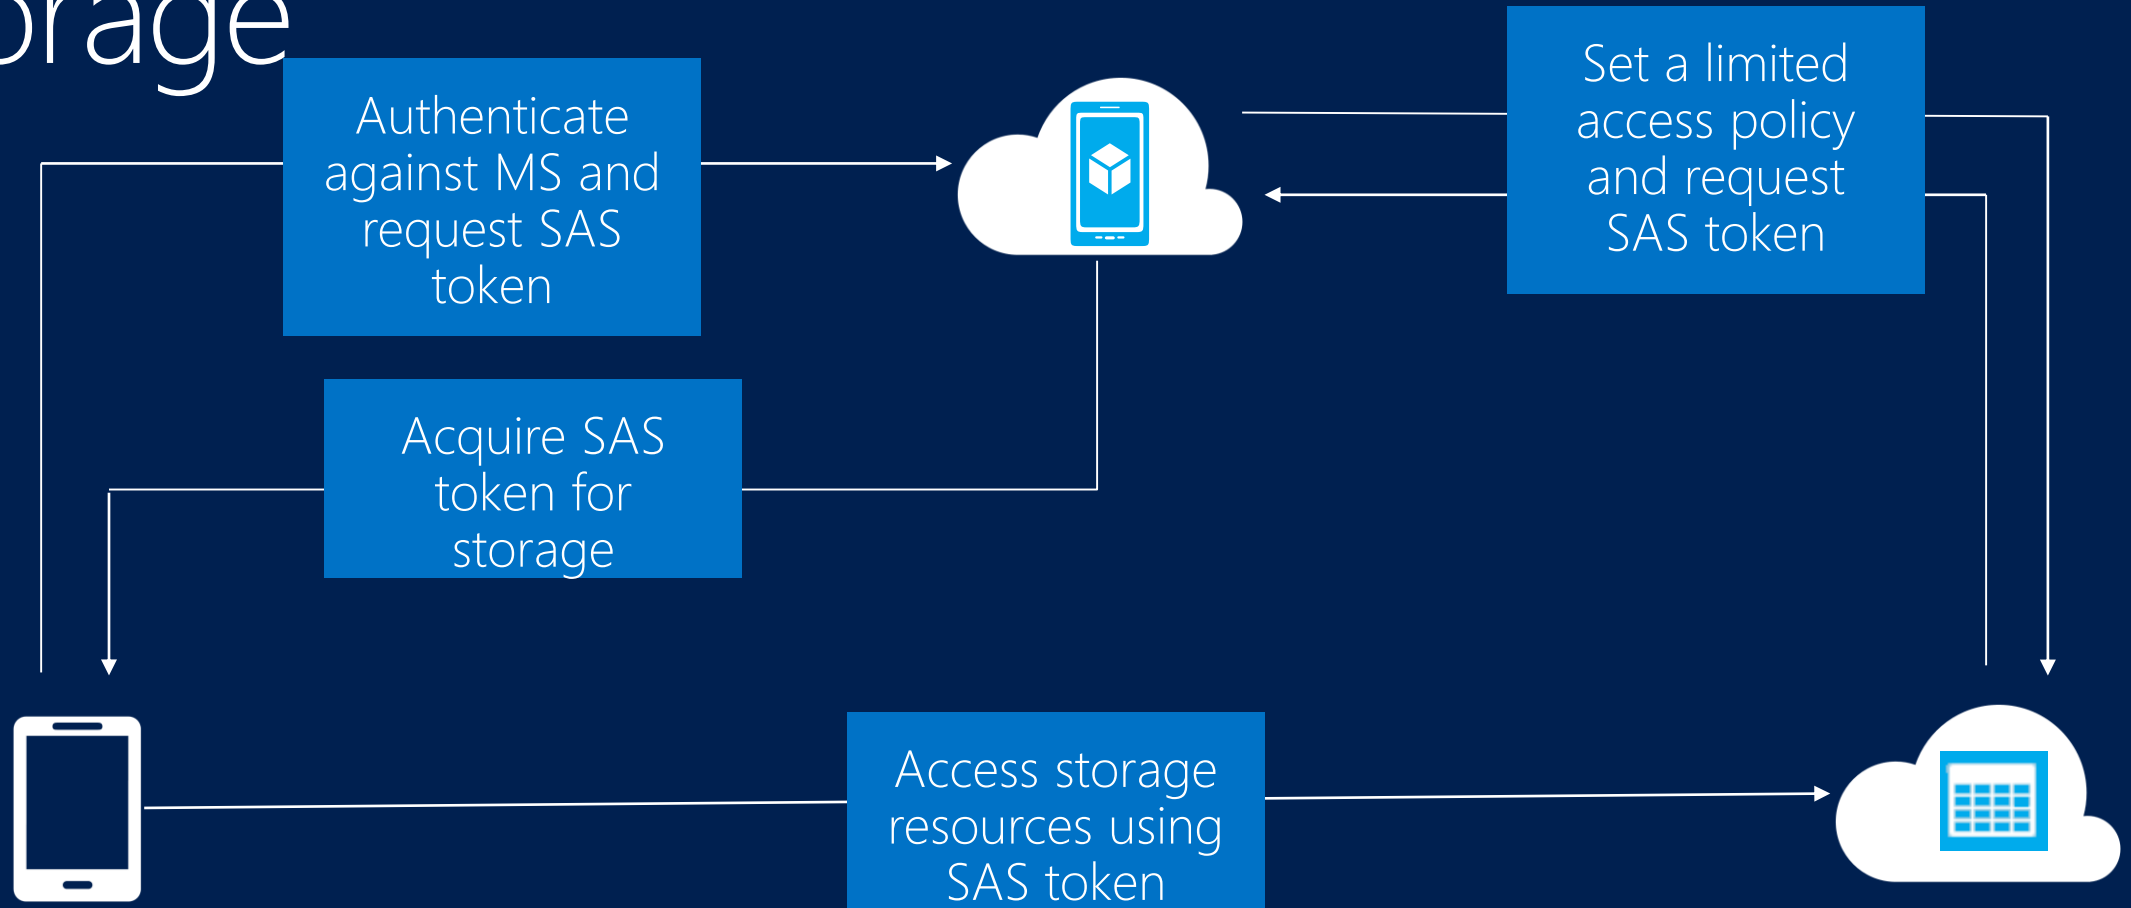 orage
Authenticate
against MS and
request SAS
token
Set a limited
access policy
and request
SAS token
Acquire SAS
token for
storage
Access storage
resources using
SAS token